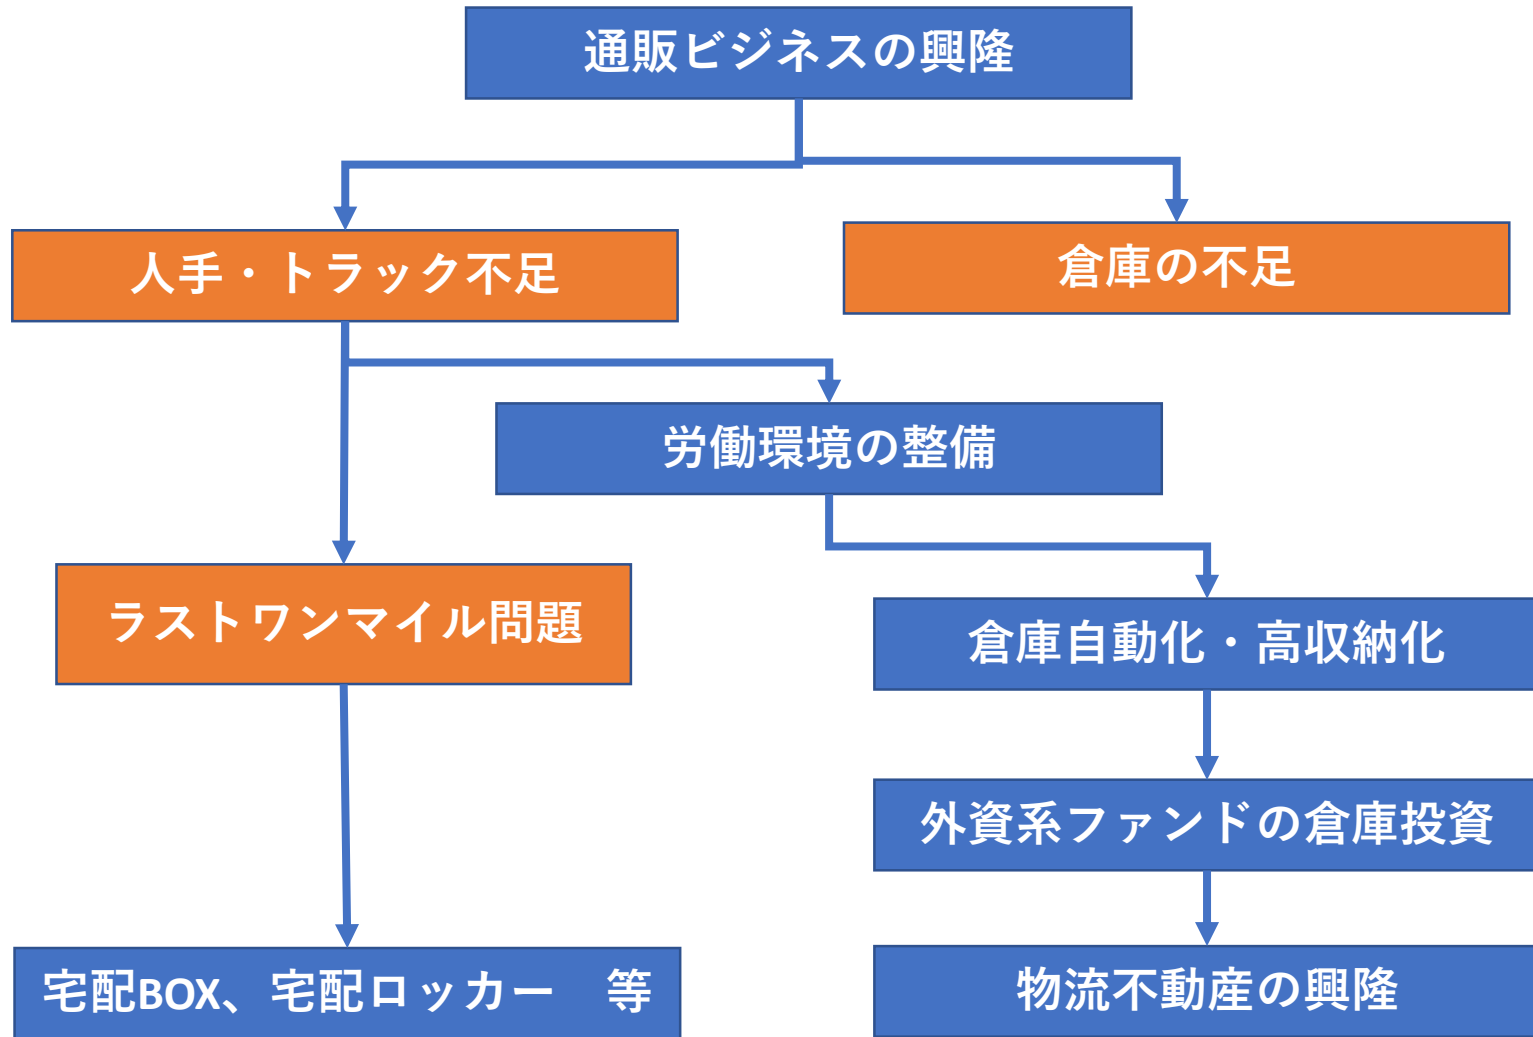 通販ビジネスの興隆
人手・トラック不足
倉庫の不足
労働環境の整備
ラストワンマイル問題
倉庫自動化・高収納化
外資系ファンドの倉庫投資
宅配BOX、宅配ロッカー　等
物流不動産の興隆